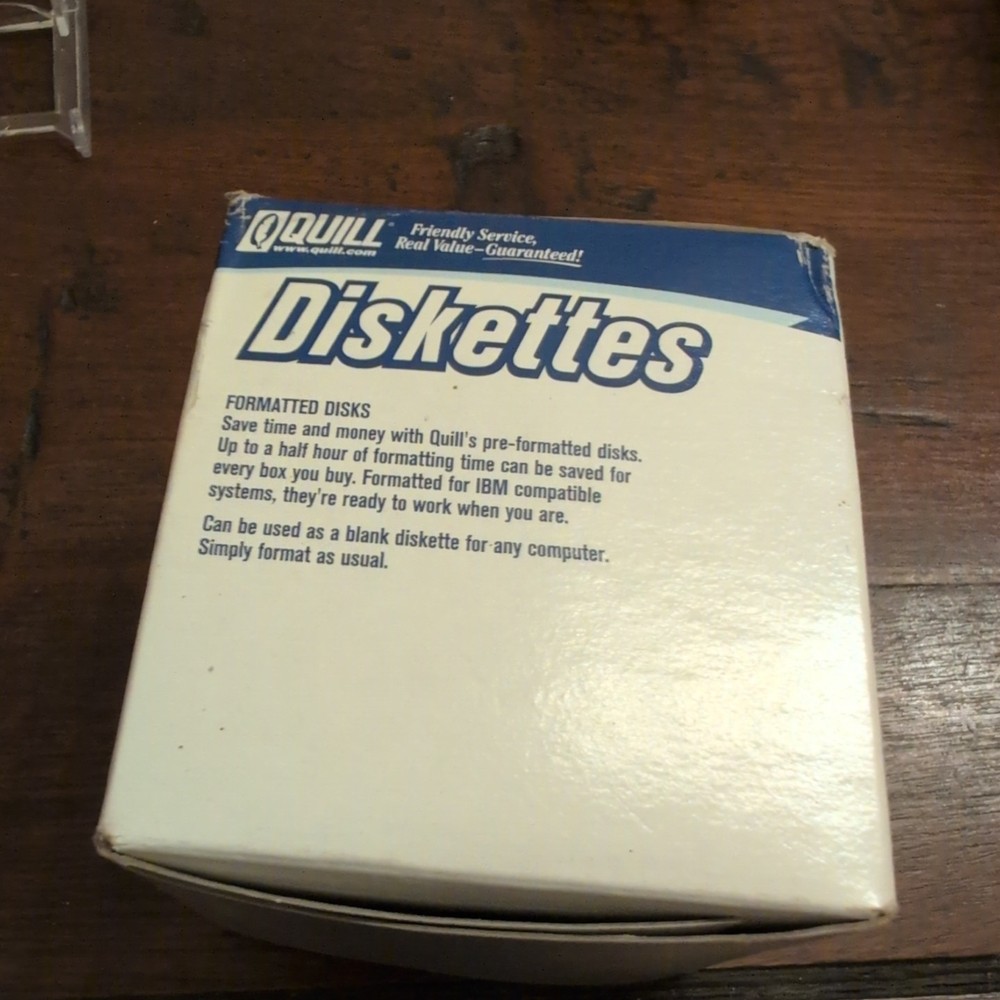 QUILL
www.quill.com
Friendly Service,
Real Value–Guaranteed!
Diskettes
FORMATTED DISKS
Save time and money with Quill's pre-formatted disks.
Up to a half hour of formatting time can be saved for
every box you buy. Formatted for IBM compatible
systems, they're ready to work when you are.
Can be used as a blank diskette for any computer.
Simply format as usual.